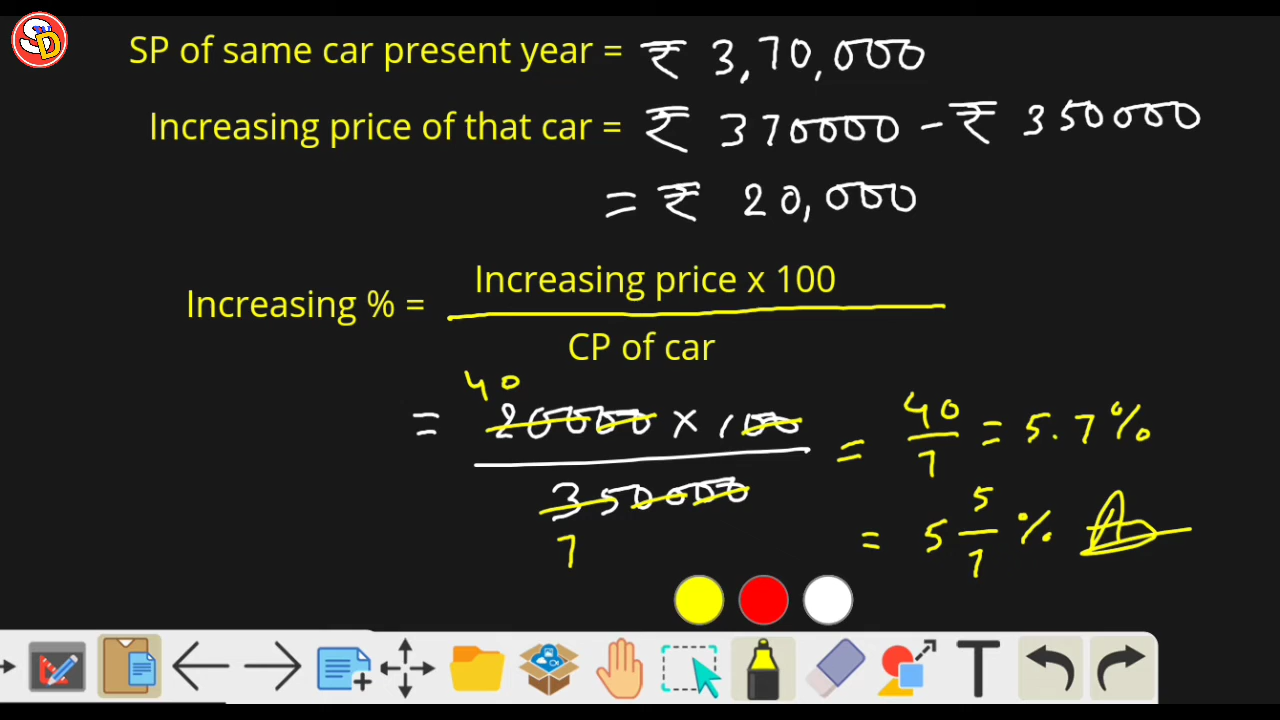 SD
SP of same car present year = ₹ 3,70,000
Increasing price of that car = ₹ 370000 - ₹ 350000
= ₹ 20,000
Increasing % = Increasing price x 100
CP of car
40
= 20000 x 100 = 40/7 = 5.7%
350000
7
= 5 5/7 %
T